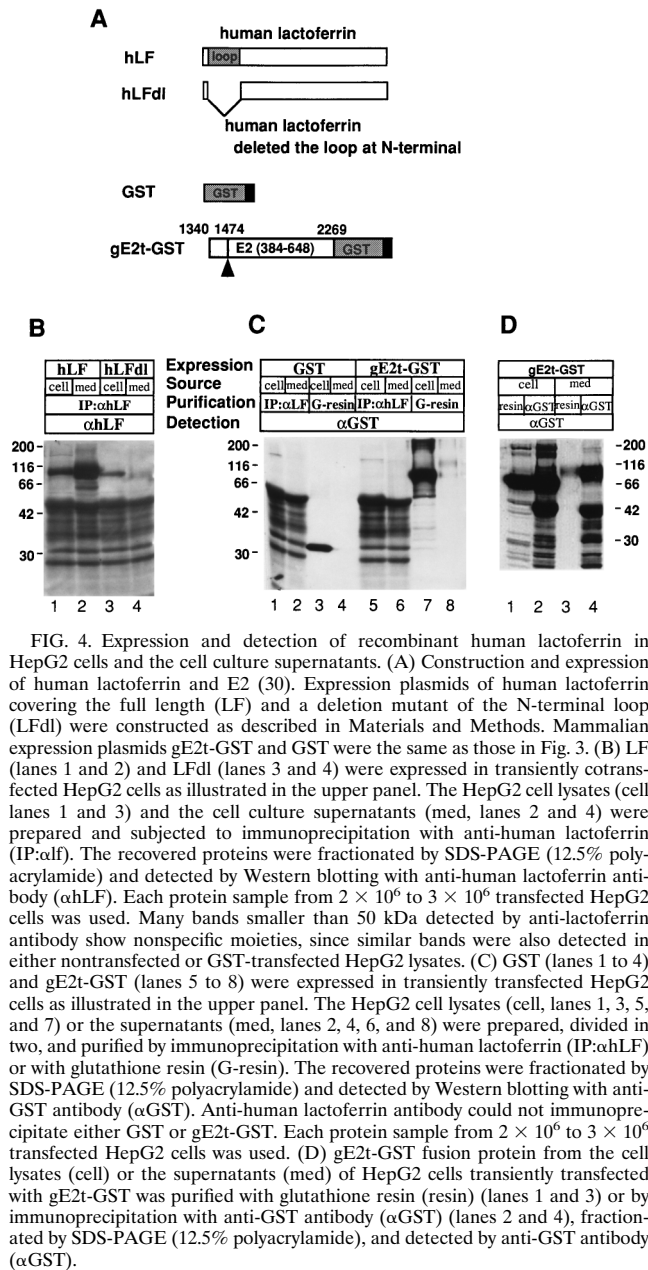 A
human lactoferrin
hLF
loop
hLFdl
human lactoferrin
deleted the loop at N-terminal
GST
GST
1340 1474 2269
gE2t-GST
E2 (384-648)
GST
B
hLF hLFdl
cell med cell med
IP:αhLF
αhLF
200
116
66
42
30
1 2 3 4
Expression
Source
Purification
Detection
C
GST gE2t-GST
cell med cell med cell med cell med
IP:αLF G-resin IP:αhLF G-resin
αGST
200
116
66
42
30
1 2 3 4 5 6 7 8
D
gE2t-GST
cell med
resin αGST resin αGST
αGST
200
116
66
42
30
1 2 3 4
FIG. 4. Expression and detection of recombinant human lactoferrin in
HepG2 cells and the cell culture supernatants. (A) Construction and expression
of human lactoferrin and E2 (30). Expression plasmids of human lactoferrin
covering the full length (LF) and a deletion mutant of the N-terminal loop
(LFdl) were constructed as described in Materials and Methods. Mammalian
expression plasmids gE2t-GST and GST were the same as those in Fig. 3. (B) LF
(lanes 1 and 2) and LFdl (lanes 3 and 4) were expressed in transiently cotrans-
fected HepG2 cells as illustrated in the upper panel. The HepG2 cell lysates (cell,
lanes 1 and 3) and the cell culture supernatants (med, lanes 2 and 4) were
prepared and subjected to immunoprecipitation with anti-human lactoferrin
(IP:αlf). The recovered proteins were fractionated by SDS-PAGE (12.5% poly-
acrylamide) and detected by Western blotting with anti-human lactoferrin anti-
body (αhLF). Each protein sample from 2 × 10⁶ to 3 × 10⁶ transfected HepG2
cells was used. Many bands smaller than 50 kDa detected by anti-lactoferrin
antibody show nonspecific moieties, since similar bands were also detected in
either nontransfected or GST-transfected HepG2 lysates. (C) GST (lanes 1 to 4)
and gE2t-GST (lanes 5 to 8) were expressed in transiently transfected HepG2
cells as illustrated in the upper panel. The HepG2 cell lysates (cell, lanes 1, 3, 5,
and 7) or the supernatants (med, lanes 2, 4, 6, and 8) were prepared, divided in
two, and purified by immunoprecipitation with anti-human lactoferrin (IP:αhLF)
or with glutathione resin (G-resin). The recovered proteins were fractionated by
SDS-PAGE (12.5% polyacrylamide) and detected by Western blotting with anti-
GST antibody (αGST). Anti-human lactoferrin antibody could not immunopre-
cipitate either GST or gE2t-GST. Each protein sample from 2 × 10⁶ to 3 × 10⁶
transfected HepG2 cells was used. (D) gE2t-GST fusion protein from the cell
lysates (cell) or the supernatants (med) of HepG2 cells transiently transfected
with gE2t-GST was purified with glutathione resin (resin) (lanes 1 and 3) or by
immunoprecipitation with anti-GST antibody (αGST) (lanes 2 and 4), fraction-
ated by SDS-PAGE (12.5% polyacrylamide), and detected by anti-GST antibody
(αGST).